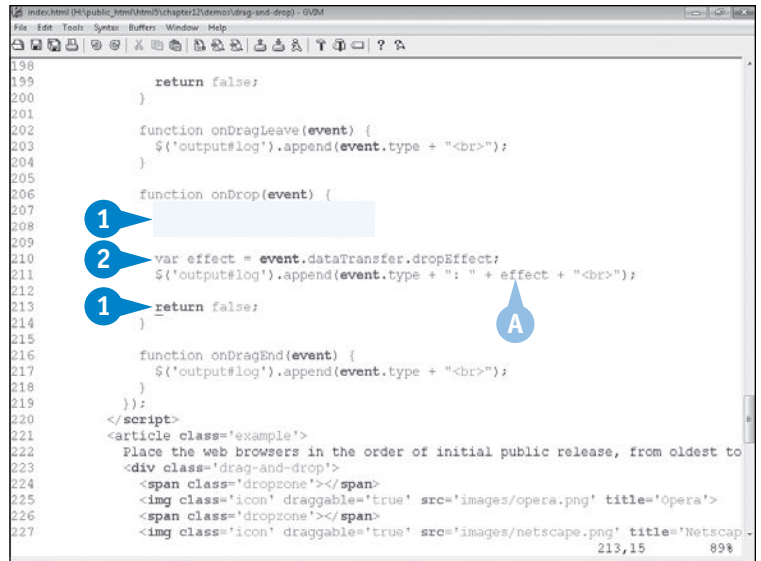 index.html (H:\public_html\html5\chapter12\demos\drag-and-drop) - GVIM
File Edit Tools Syntax Buffers Window Help
198
199 return false;
200 }
201
202 function onDragLeave(event) {
203 $('output#log').append(event.type + "<br>");
204 }
205
206 function onDrop(event) {
207
1
208
209
210 var effect = event.dataTransfer.dropEffect;
2
211 $('output#log').append(event.type + ": " + effect + "<br>");
212
213 return false;
1
214 }
A
215
216 function onDragEnd(event) {
217 $('output#log').append(event.type + "<br>");
218 }
219 });
220 </script>
221 <article class='example'>
222 Place the web browsers in the order of initial public release, from oldest to
223 <div class='drag-and-drop'>
224 <span class='dropzone'></span>
225 <img class='icon' draggable='true' src='images/opera.png' title='Opera'>
226 <span class='dropzone'></span>
227 <img class='icon' draggable='true' src='images/netscape.png' title='Netscap
213,15 89%